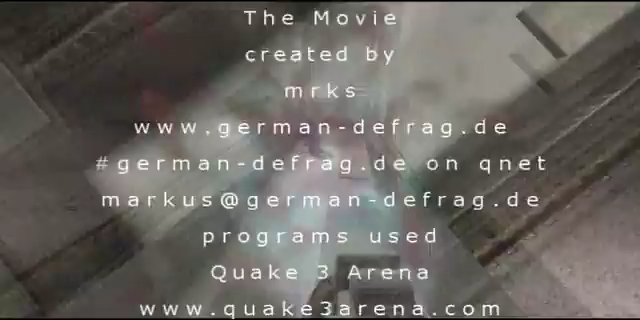 The Movie
created by
mrks
www.german-defrag.de
#german-defrag.de on qnet
markus@german-defrag.de
programs used
Quake 3 Arena
www.quake3arena.com